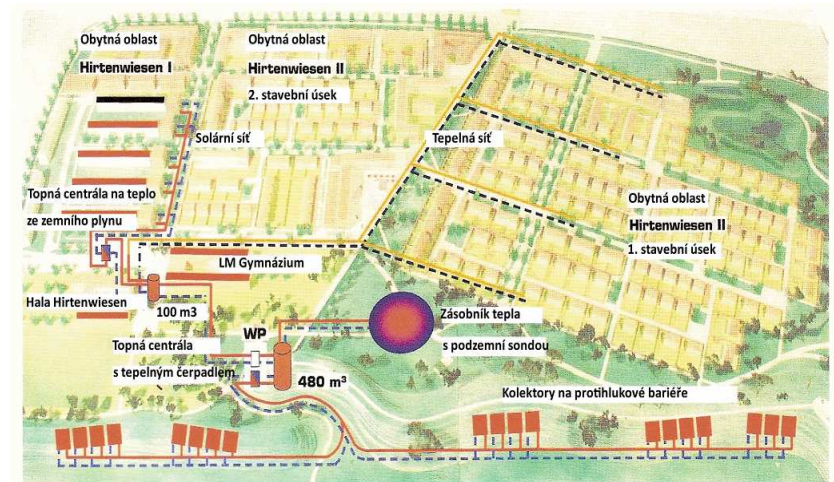 Obytná oblast
Hirtenwiesen I
Obytná oblast
Hirtenwiesen II
2. stavební úsek
Solární síť
Tepelná síť
Topná centrála na teplo
ze zemního plynu
Obytná oblast
Hirtenwiesen II
1. stavební úsek
LM Gymnázium
Hala Hirtenwiesen
100 m3
Zásobník tepla
s podzemní sondou
WP
Topná centrála
s tepelným čerpadlem
480 m³
Kolektory na protihlukové bariéře